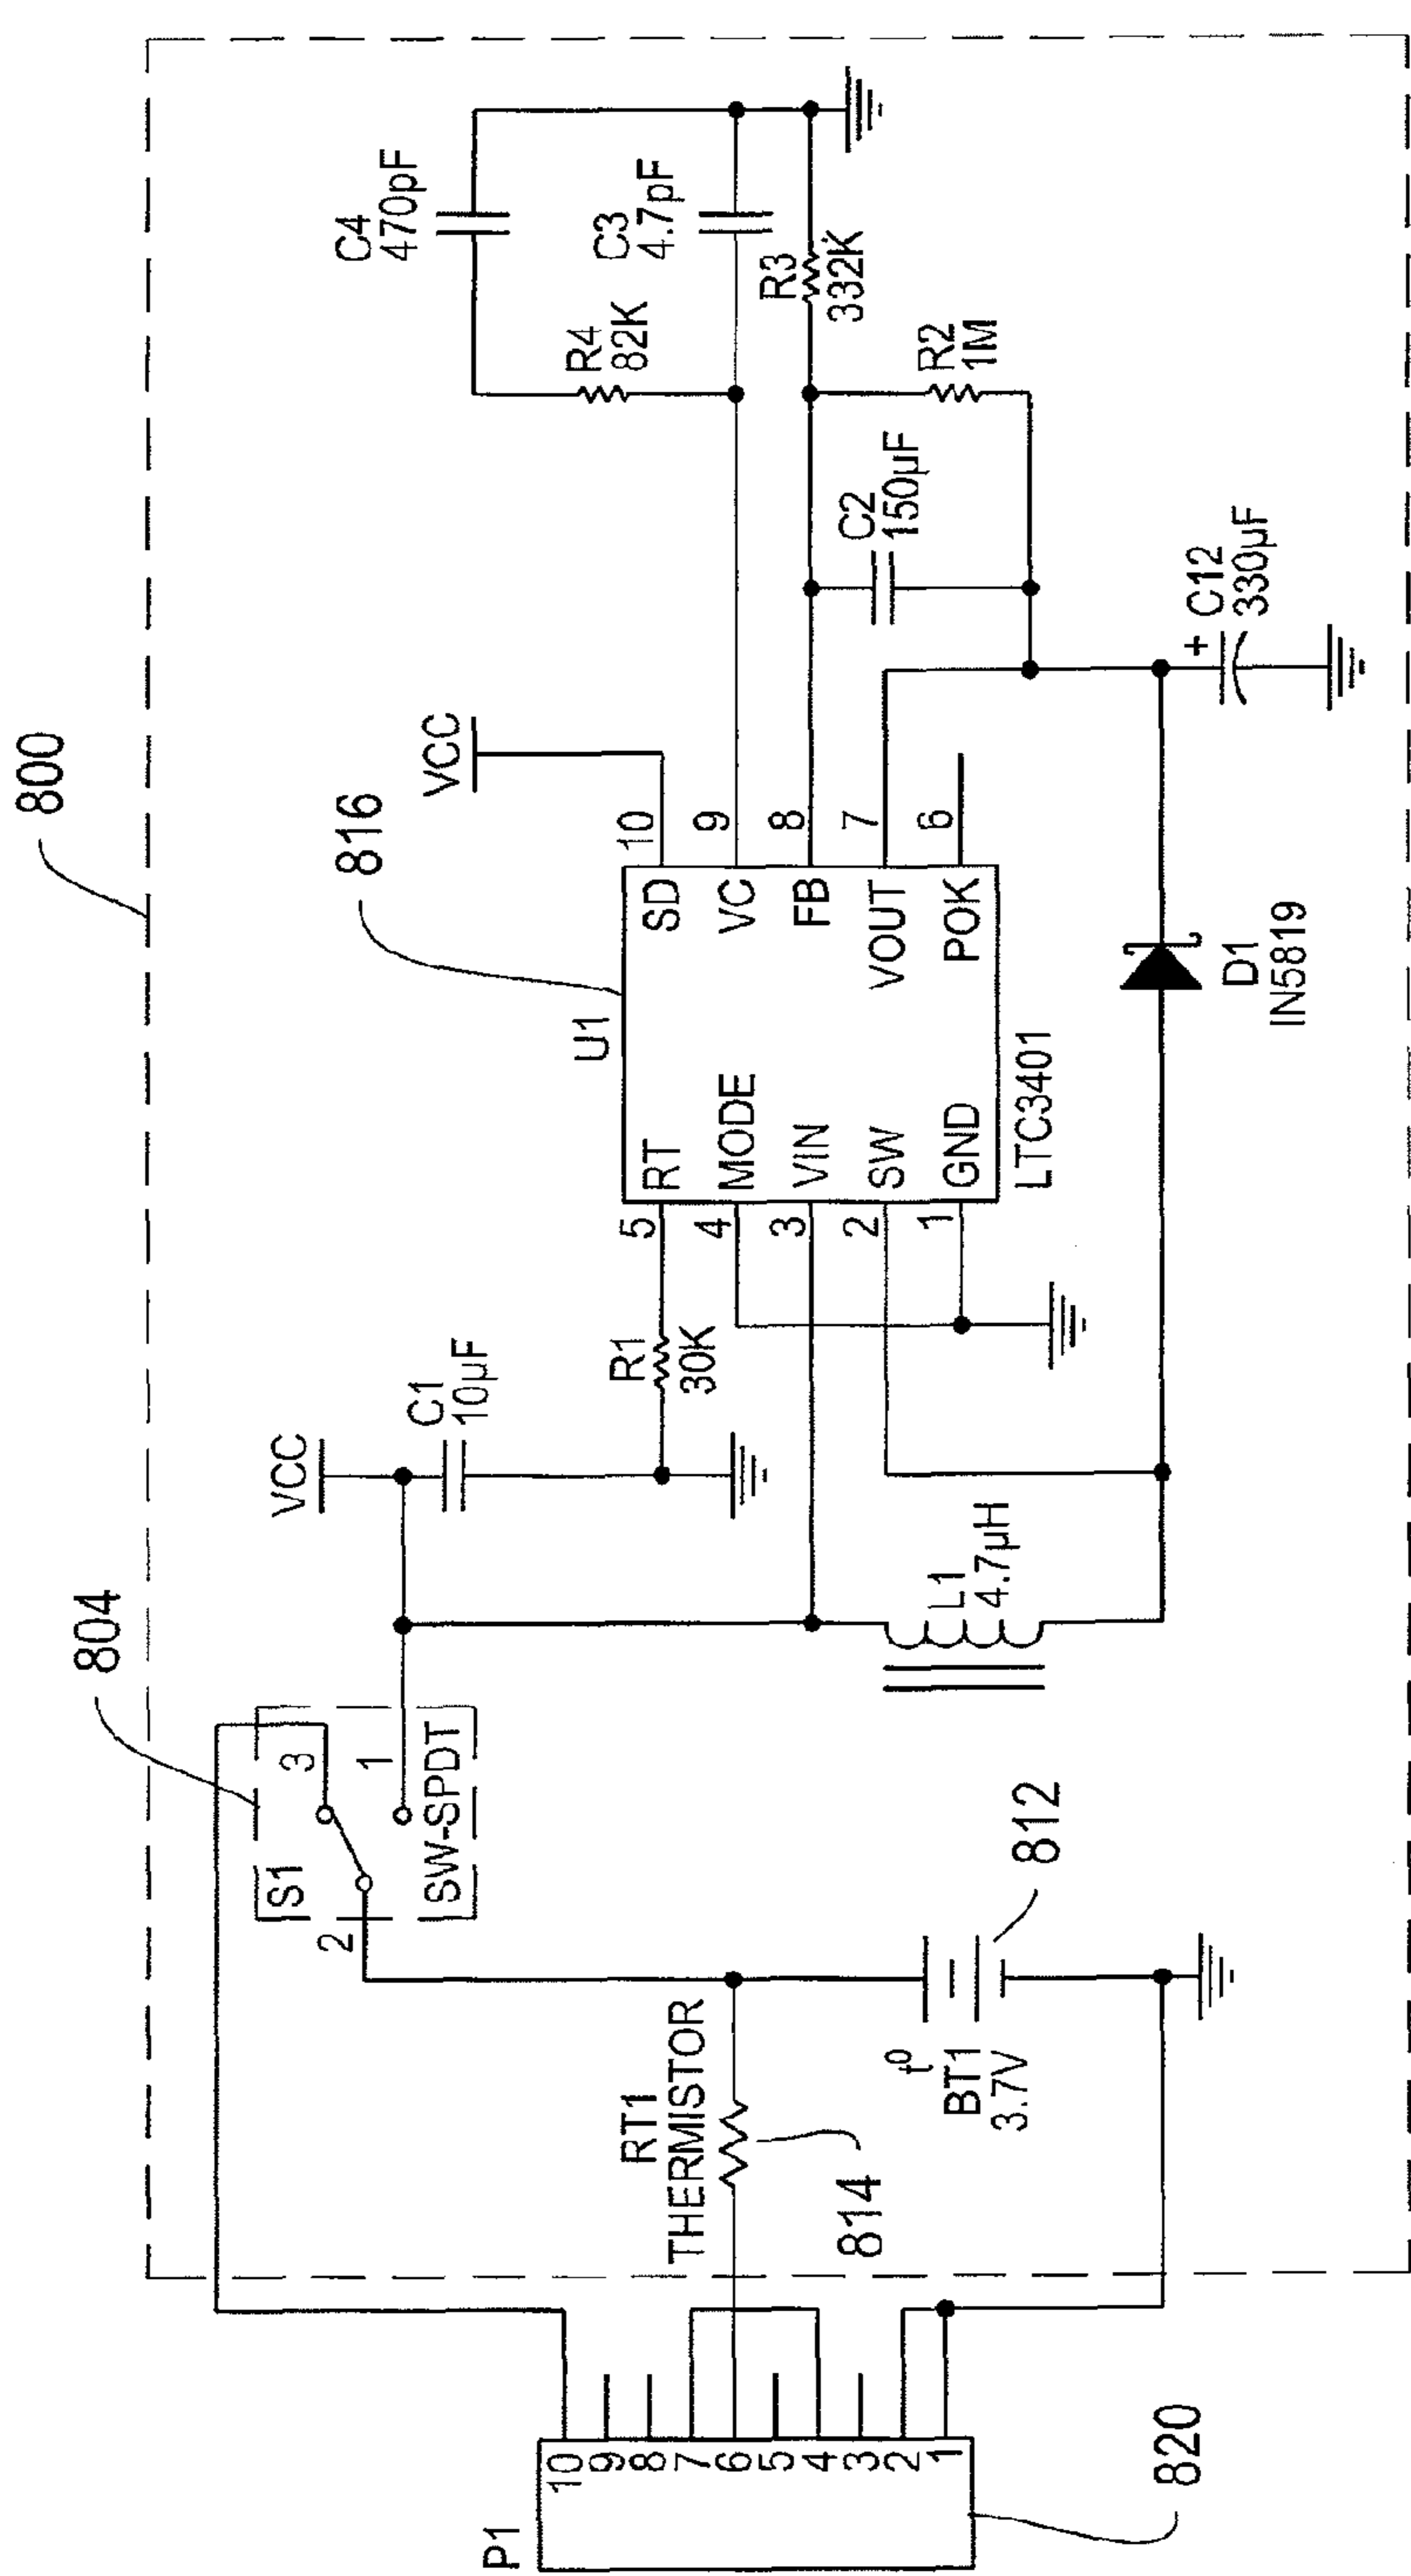 800
804
S1
2
3
1
SW-SPDT
VCC
C1
10µF
R1
30K
816
VCC
U1
RT
MODE
VIN
SW
GND
SD
VC
FB
VOUT
POK
5
4
3
2
1
10
9
8
7
6
LTC3401
C4
470pF
R4
82K
C3
4.7pF
R3
332K
R2
1M
C2
150µF
+
C12
330µF
D1
IN5819
L1
4.7µH
RT1
THERMISTOR
814
t⁰
BT1
3.7V
812
P1
10
9
8
7
6
5
4
3
2
1
820